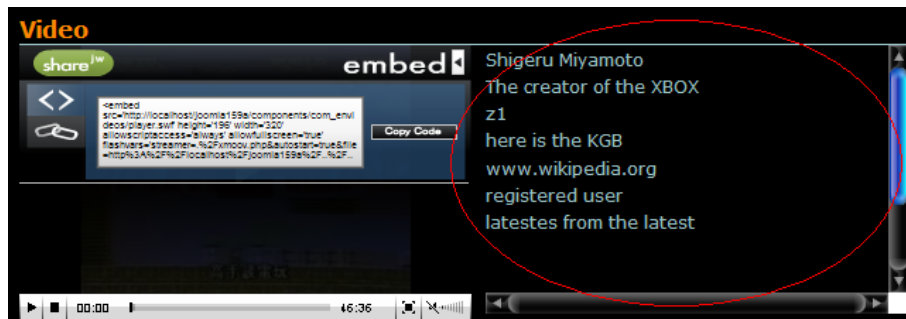 Video
share jw
embed
<embed
src='http://localhost/joomla159a/components/com_envi
deos/player.swf' height='196' width='320'
allowscriptaccess='always' allowfullscreen='true'
flashvars='streamer=.%2Fxmoov.php&autostart=true&file
=http%3A%2F%2Flocalhost%2Fjoomla159a%2F..%2F..
Copy Code
00:00
46:36
Shigeru Miyamoto
The creator of the XBOX
z1
here is the KGB
www.wikipedia.org
registered user
latestes from the latest